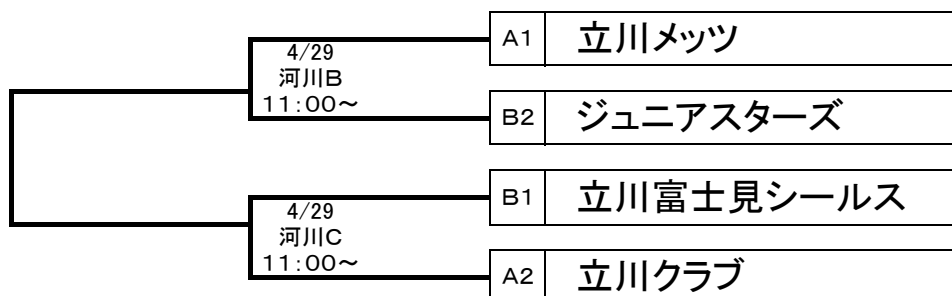 A1 立川メッツ
4/29
河川B
11:00～
B2 ジュニアスターズ
B1 立川富士見シールス
4/29
河川C
11:00～
A2 立川クラブ